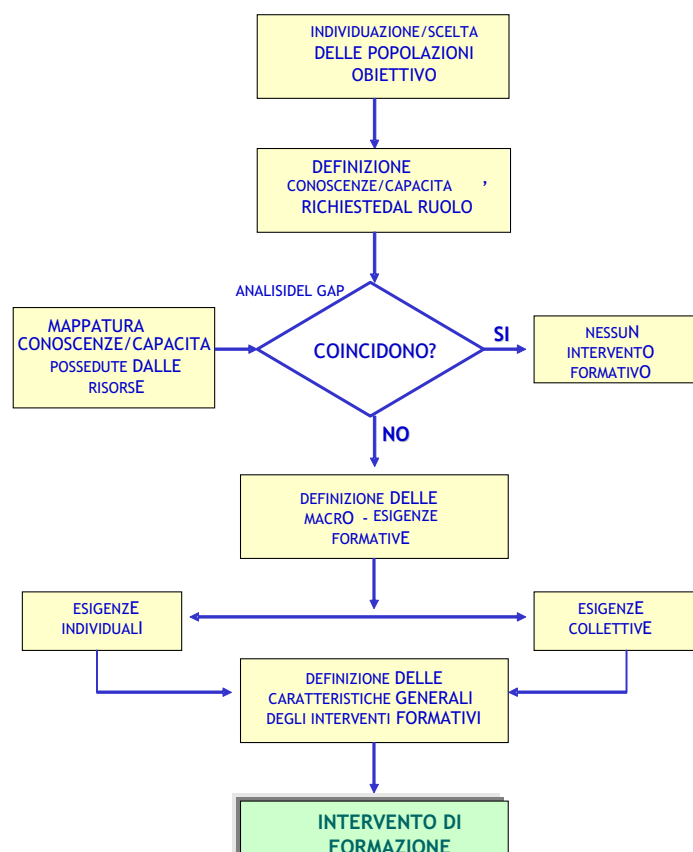 INDIVIDUAZIONE/SCELTA
DELLE POPOLAZIONI
OBIETTIVO
DEFINIZIONE
CONOSCENZE/CAPACITA ’
RICHIESTEDAL RUOLO
ANALISIDEL GAP
MAPPATURA
CONOSCENZE/CAPACITA
POSSEDUTE DALLE
RISORSE
COINCIDONO?
SI
NESSUN
INTERVENTO
FORMATIVO
NO
DEFINIZIONE DELLE
MACRO - ESIGENZE
FORMATIVE
ESIGENZE
INDIVIDUALI
ESIGENZE
COLLETTIVE
DEFINIZIONE DELLE
CARATTERISTICHE GENERALI
DEGLI INTERVENTI FORMATIVI
INTERVENTO DI
FORMAZIONE